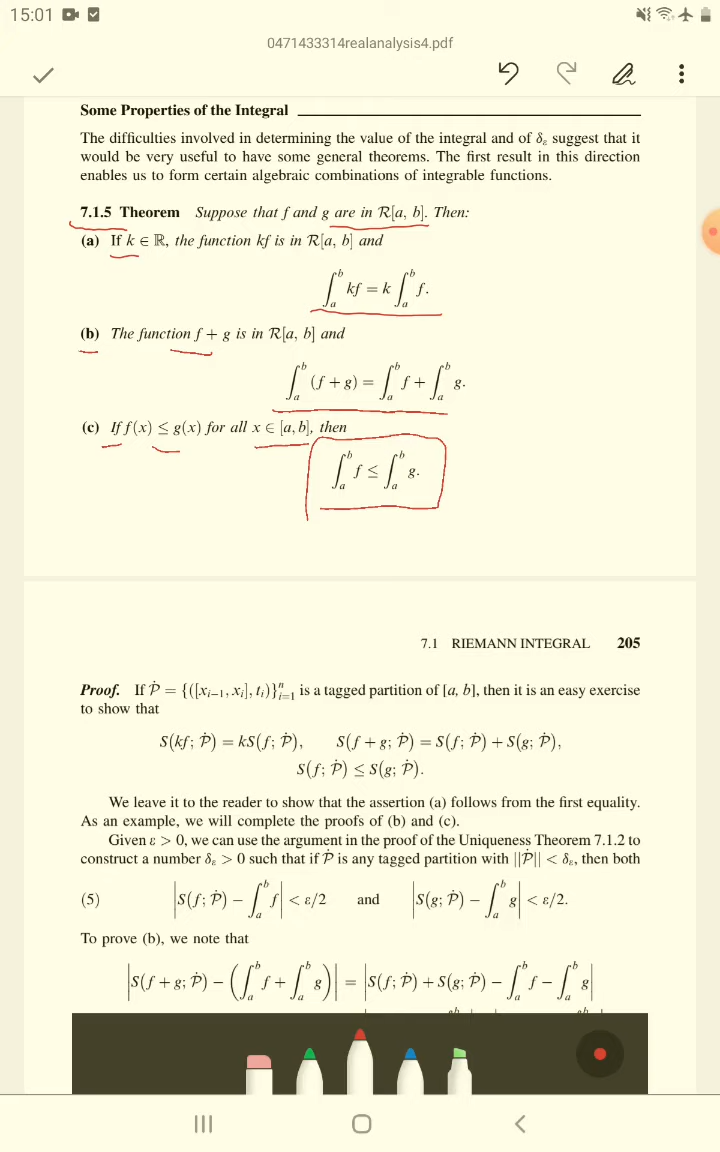 15:01
0471433314realanalysis4.pdf
Some Properties of the Integral
The difficulties involved in determining the value of the integral and of δε suggest that it
would be very useful to have some general theorems. The first result in this direction
enables us to form certain algebraic combinations of integrable functions.
7.1.5 Theorem Suppose that f and g are in R[a, b]. Then:
(a) If k ∈ ℝ, the function kf is in R[a, b] and
∫_a^b kf = k ∫_a^b f.
(b) The function f + g is in R[a, b] and
∫_a^b (f + g) = ∫_a^b f + ∫_a^b g.
(c) If f(x) ≤ g(x) for all x ∈ [a, b], then
∫_a^b f ≤ ∫_a^b g.
7.1 RIEMANN INTEGRAL 205
Proof. If Ṗ = {([x_{i−1}, x_i], t_i)}_{i=1}^n is a tagged partition of [a, b], then it is an easy exercise
to show that
S(kf; Ṗ) = kS(f; Ṗ), S(f + g; Ṗ) = S(f; Ṗ) + S(g; Ṗ),
S(f; Ṗ) ≤ S(g; Ṗ).
We leave it to the reader to show that the assertion (a) follows from the first equality.
As an example, we will complete the proofs of (b) and (c).
Given ε > 0, we can use the argument in the proof of the Uniqueness Theorem 7.1.2 to
construct a number δε > 0 such that if Ṗ is any tagged partition with ||Ṗ|| < δε, then both
(5) |S(f; Ṗ) − ∫_a^b f| < ε/2 and |S(g; Ṗ) − ∫_a^b g| < ε/2.
To prove (b), we note that
|S(f + g; Ṗ) − (∫_a^b f + ∫_a^b g)| = |S(f; Ṗ) + S(g; Ṗ) − ∫_a^b f − ∫_a^b g|